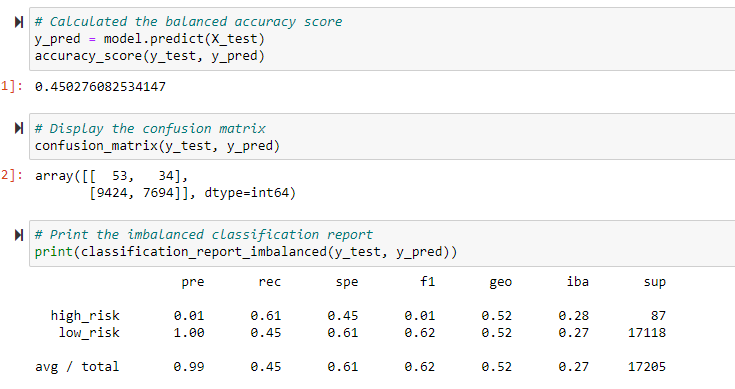 # Calculated the balanced accuracy score
y_pred = model.predict(X_test)
accuracy_score(y_test, y_pred)
1]: 0.450276082534147
# Display the confusion matrix
confusion_matrix(y_test, y_pred)
2]: array([[  53,   34],
       [9424, 7694]], dtype=int64)
# Print the imbalanced classification report
print(classification_report_imbalanced(y_test, y_pred))
pre rec spe f1 geo iba sup
high_risk 0.01 0.61 0.45 0.01 0.52 0.28 87
low_risk 1.00 0.45 0.61 0.62 0.52 0.27 17118
avg / total 0.99 0.45 0.61 0.62 0.52 0.27 17205